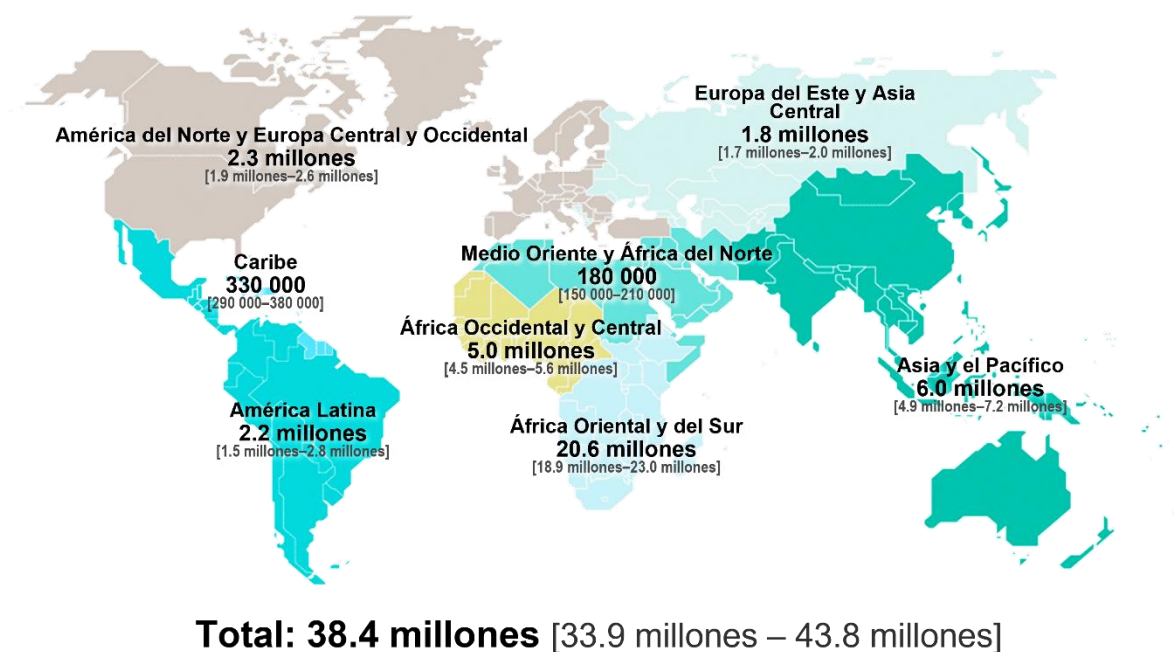 Europa del Este y Asia
Central
1.8 millones
[1.7 millones–2.0 millones]
América del Norte y Europa Central y Occidental
2.3 millones
[1.9 millones–2.6 millones]
Medio Oriente y África del Norte
180 000
[150 000–210 000]
Caribe
330 000
[290 000–380 000]
África Occidental y Central
5.0 millones
[4.5 millones–5.6 millones]
Asia y el Pacífico
6.0 millones
[4.9 millones–7.2 millones]
América Latina
2.2 millones
[1.5 millones–2.8 millones]
África Oriental y del Sur
20.6 millones
[18.9 millones–23.0 millones]
Total: 38.4 millones [33.9 millones – 43.8 millones]